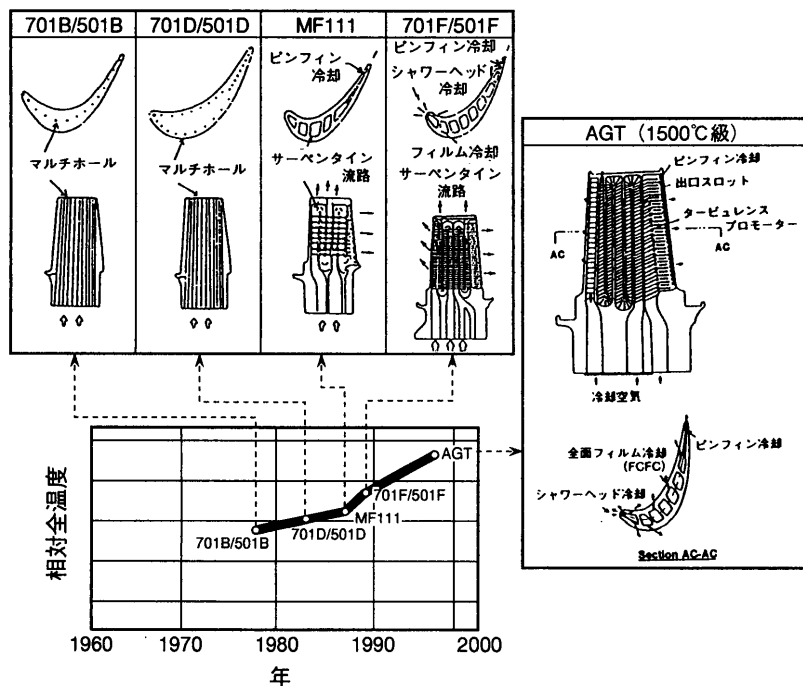 701B/501B
701D/501D
MF111
701F/501F
マルチホール
マルチホール
ピンフィン
冷却
サーペンタイン
流路
ピンフィン冷却
シャワーヘッド
冷却
フィルム冷却
サーペンタイン
流路
AGT（1500℃級）
ピンフィン冷却
出口スロット
タービュレンス
プロモーター
AC
AC
冷却空気
全面フィルム冷却
(FCFC)
ピンフィン冷却
シャワーヘッド冷却
Section AC-AC
相対全温度
AGT
701F/501F
MF111
701D/501D
701B/501B
1960
1970
1980
1990
2000
年